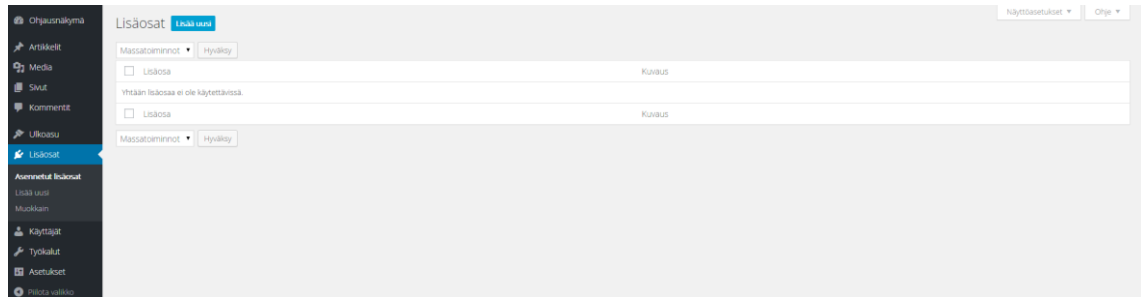 Ohjausnäkymä
Artikkelit
Media
Sivut
Kommentit
Ulkoasu
Lisäosat
Asennetut lisäosat
Lisää uusi
Muokkain
Käyttäjät
Työkalut
Asetukset
Piilota valikko
Näyttöasetukset Ohje
Lisäosat Lisää uusi
Massatoiminnot Hyväksy
Lisäosa Kuvaus
Yhtään lisäosaa ei ole käytettävissä.
Lisäosa Kuvaus
Massatoiminnot Hyväksy